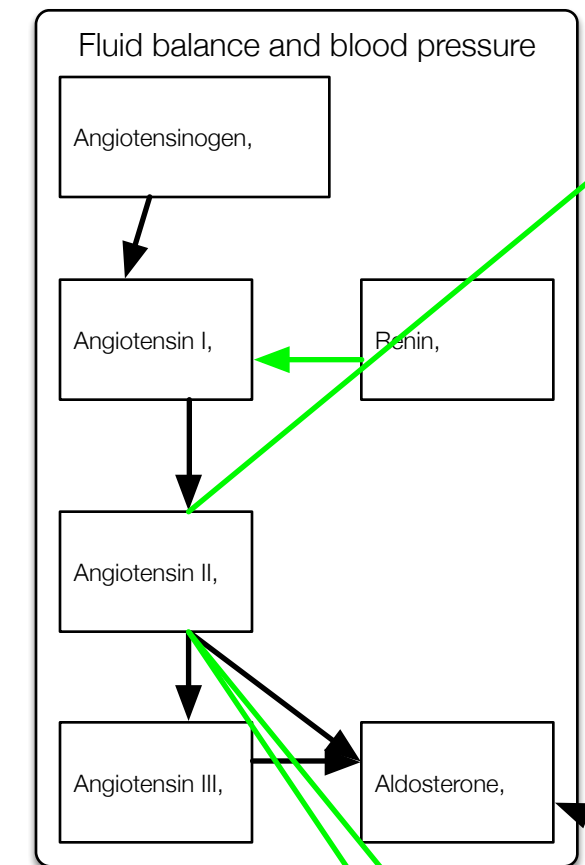 Fluid balance and blood pressure
Angiotensinogen,
Angiotensin I,
Renin,
Angiotensin II,
Angiotensin III,
Aldosterone,